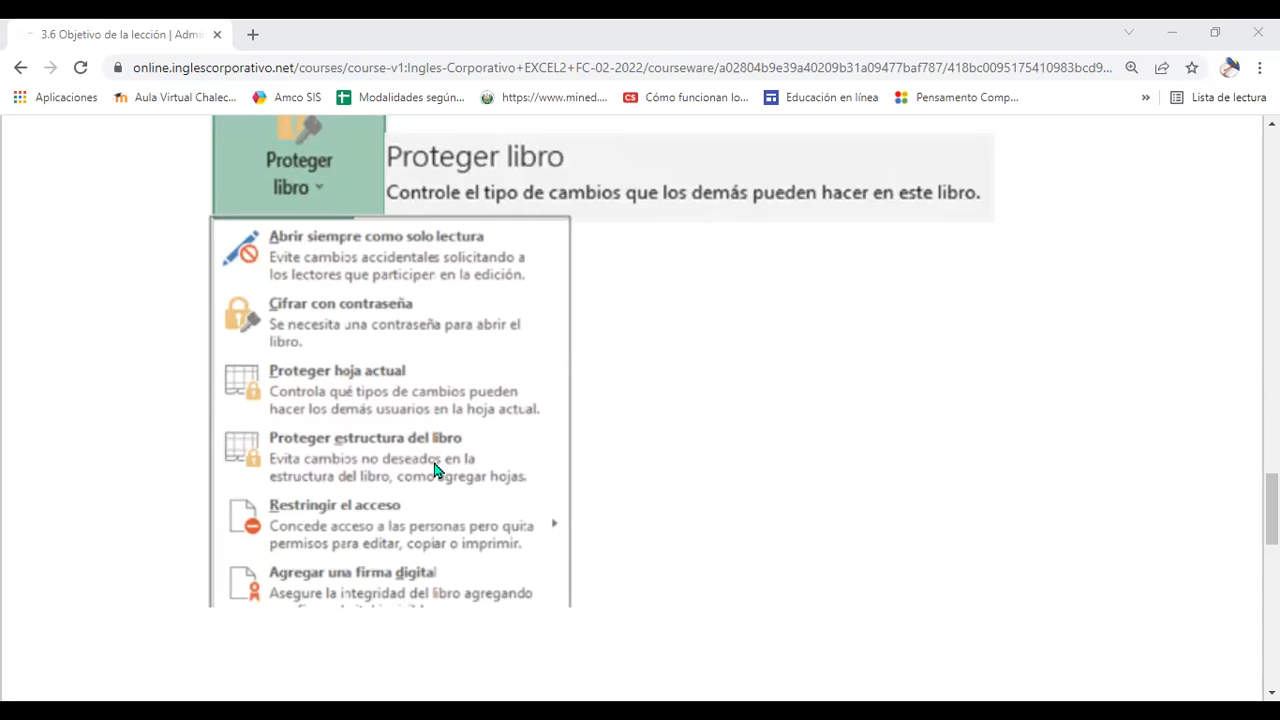 3.6 Objetivo de la lección | Admi
online.inglescorporativo.net/courses/course-v1:Ingles-Corporativo+EXCEL2+FC-02-2022/courseware/a02804b9e39a40209b31a09477baf787/418bc0095175410983bcd9...
Aplicaciones
Aula Virtual Chalec...
Amco SIS
Modalidades según...
https://www.mined....
CS Cómo funcionan lo...
Educación en línea
Pensamento Comp...
»
Lista de lectura
Proteger
libro
Proteger libro
Controle el tipo de cambios que los demás pueden hacer en este libro.
Abrir siempre como solo lectura
Evite cambios accidentales solicitando a
los lectores que participen en la edición.
Cifrar con contraseña
Se necesita una contraseña para abrir el
libro.
Proteger hoja actual
Controla qué tipos de cambios pueden
hacer los demás usuarios en la hoja actual.
Proteger estructura del libro
Evita cambios no deseados en la
estructura del libro, como agregar hojas.
Restringir el acceso
Concede acceso a las personas pero quita
permisos para editar, copiar o imprimir.
Agregar una firma digital
Asegure la integridad del libro agregando